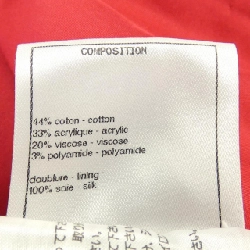 COMPOSITION
44% coton - cotton
33% acrylique - acrylic
20% viscose - viscose
3% polyamide - polyamide
doublure - lining
100% soie - silk